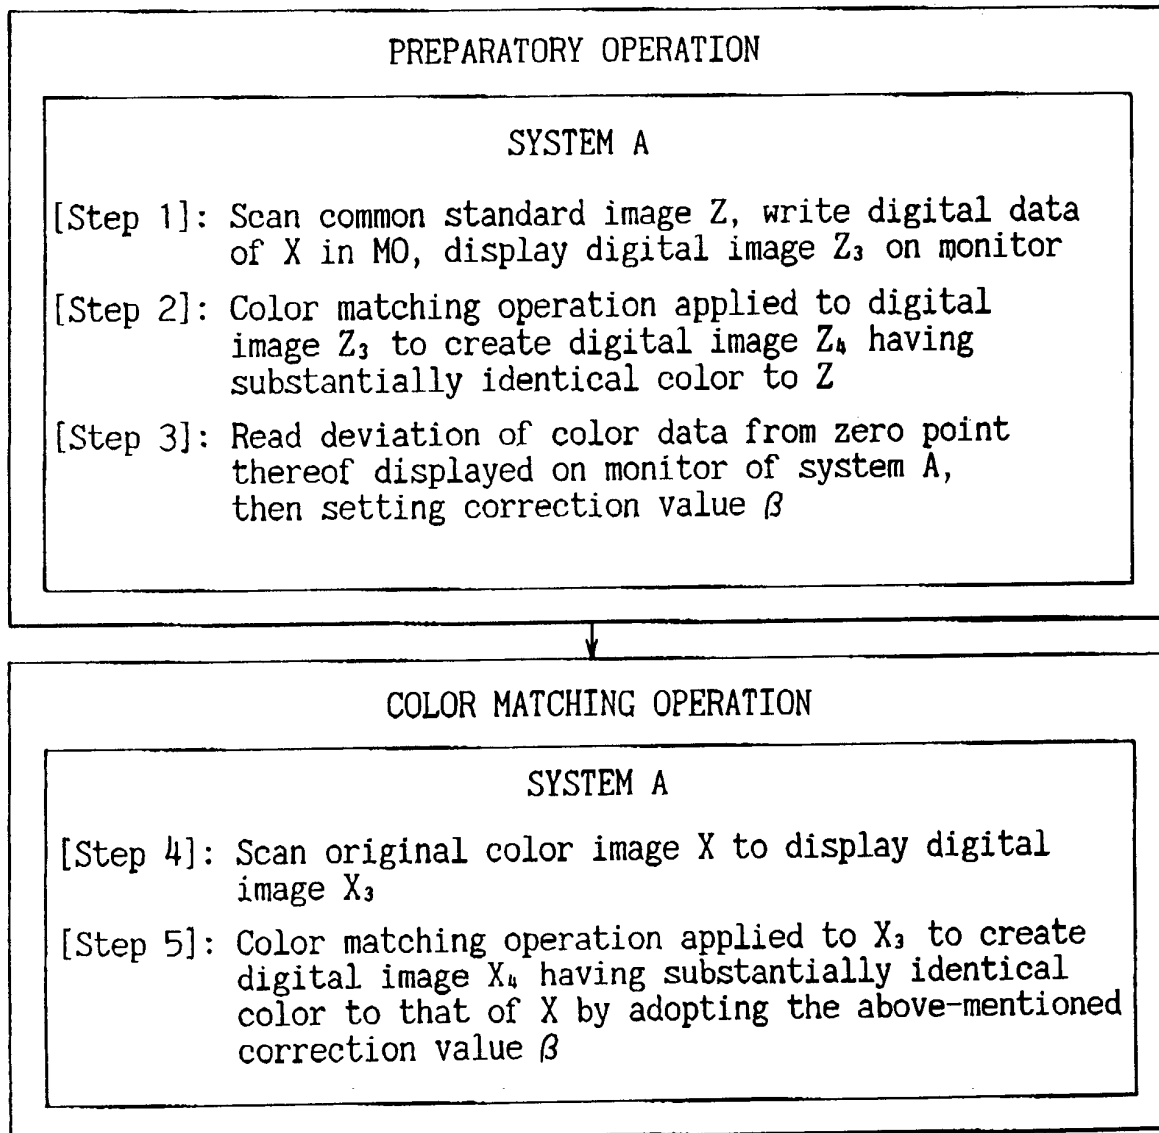 PREPARATORY OPERATION
SYSTEM A
[Step 1]: Scan common standard image Z, write digital data
of X in MO, display digital image Z₃ on monitor
[Step 2]: Color matching operation applied to digital
image Z₃ to create digital image Z₄ having
substantially identical color to Z
[Step 3]: Read deviation of color data from zero point
thereof displayed on monitor of system A,
then setting correction value β
COLOR MATCHING OPERATION
SYSTEM A
[Step 4]: Scan original color image X to display digital
image X₃
[Step 5]: Color matching operation applied to X₃ to create
digital image X₄ having substantially identical
color to that of X by adopting the above-mentioned
correction value β